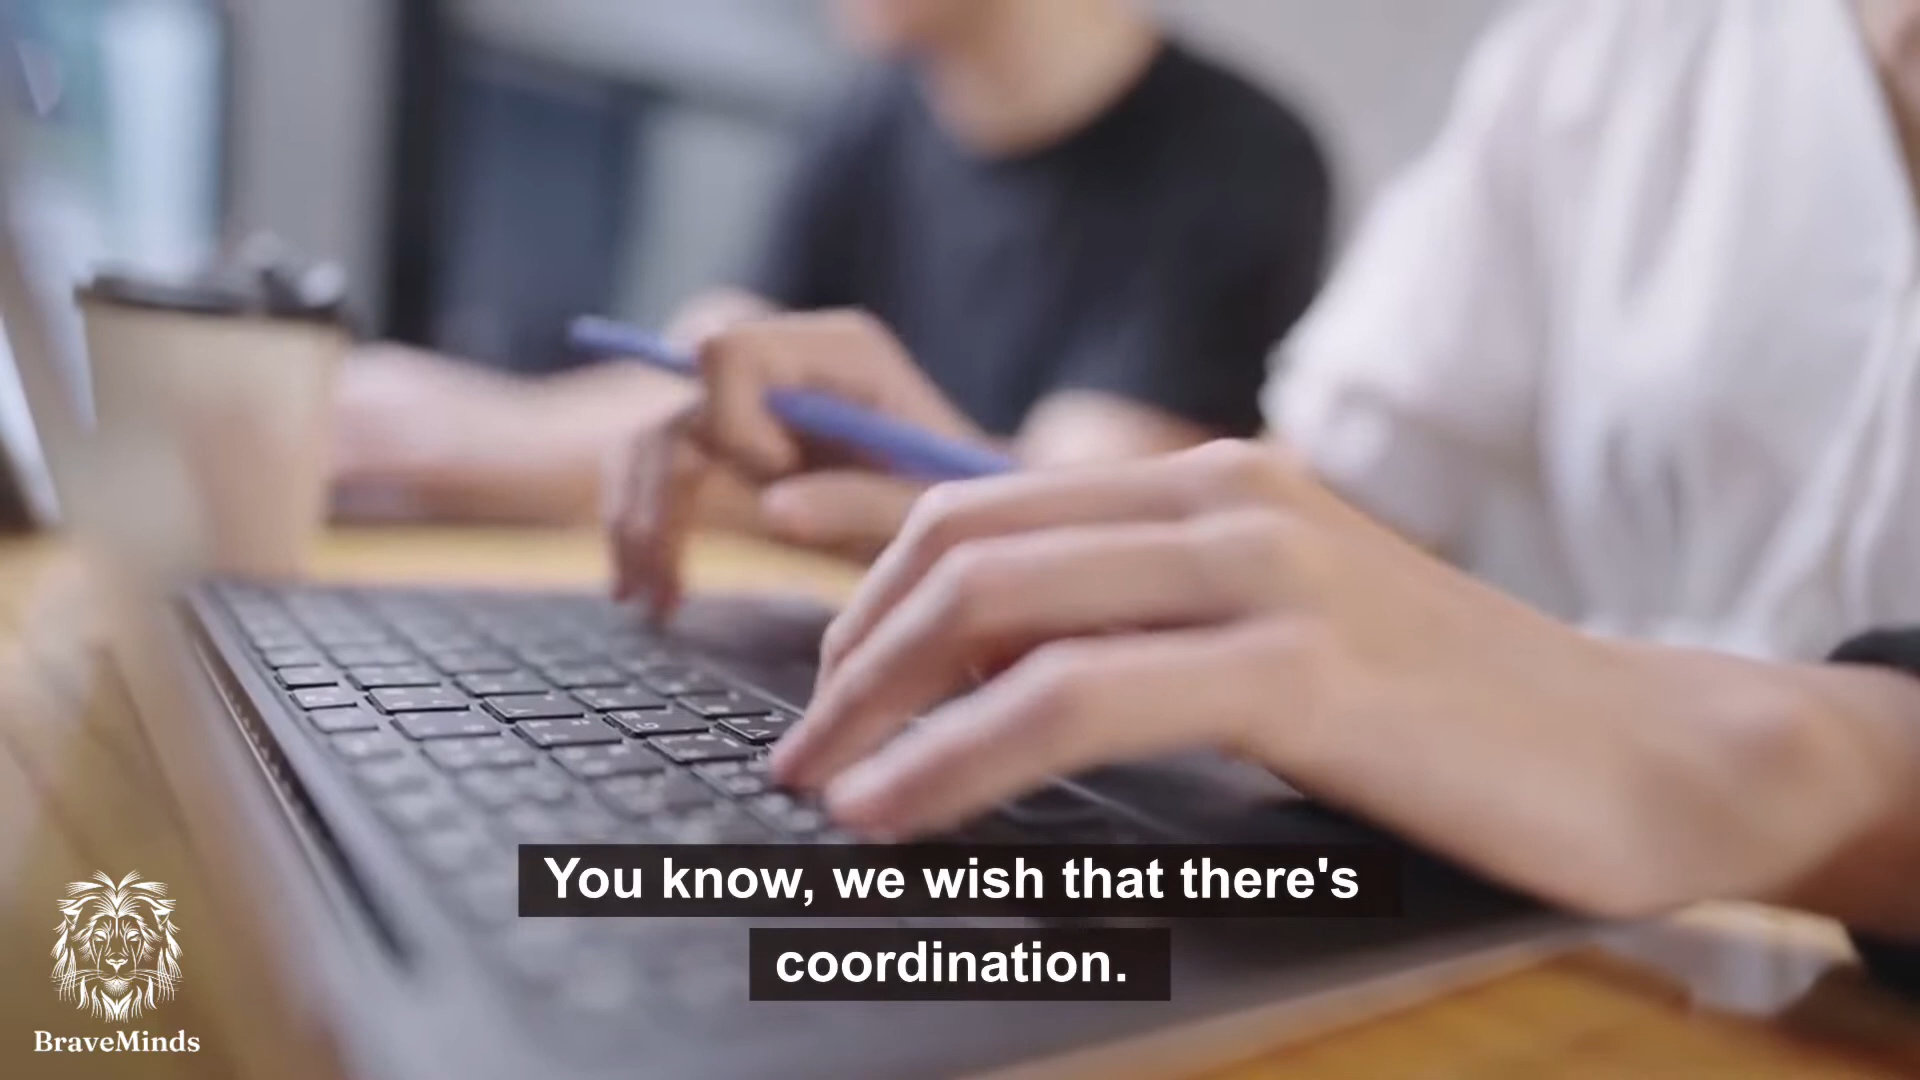 You know, we wish that there's
coordination.
BraveMinds